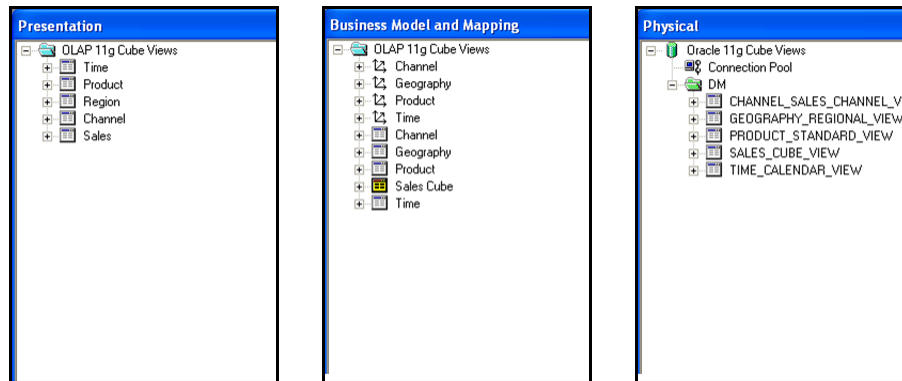 Presentation
OLAP 11g Cube Views
Time
Product
Region
Channel
Sales
Business Model and Mapping
OLAP 11g Cube Views
Channel
Geography
Product
Time
Channel
Geography
Product
Sales Cube
Time
Physical
Oracle 11g Cube Views
Connection Pool
DM
CHANNEL_SALES_CHANNEL_V
GEOGRAPHY_REGIONAL_VIEW
PRODUCT_STANDARD_VIEW
SALES_CUBE_VIEW
TIME_CALENDAR_VIEW